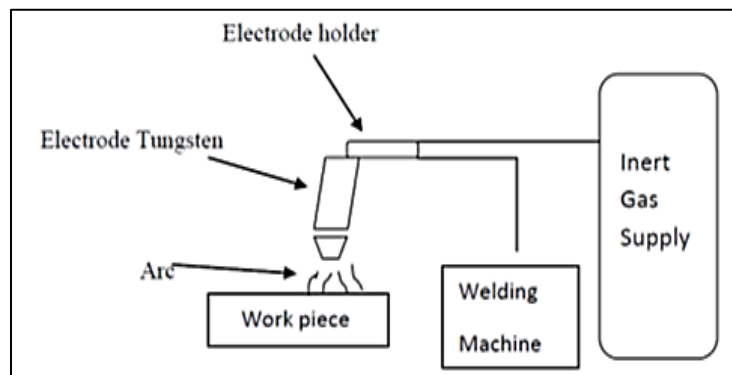 Electrode holder
Electrode Tungsten
Inert
Gas
Supply
Arc
Work piece
Welding
Machine